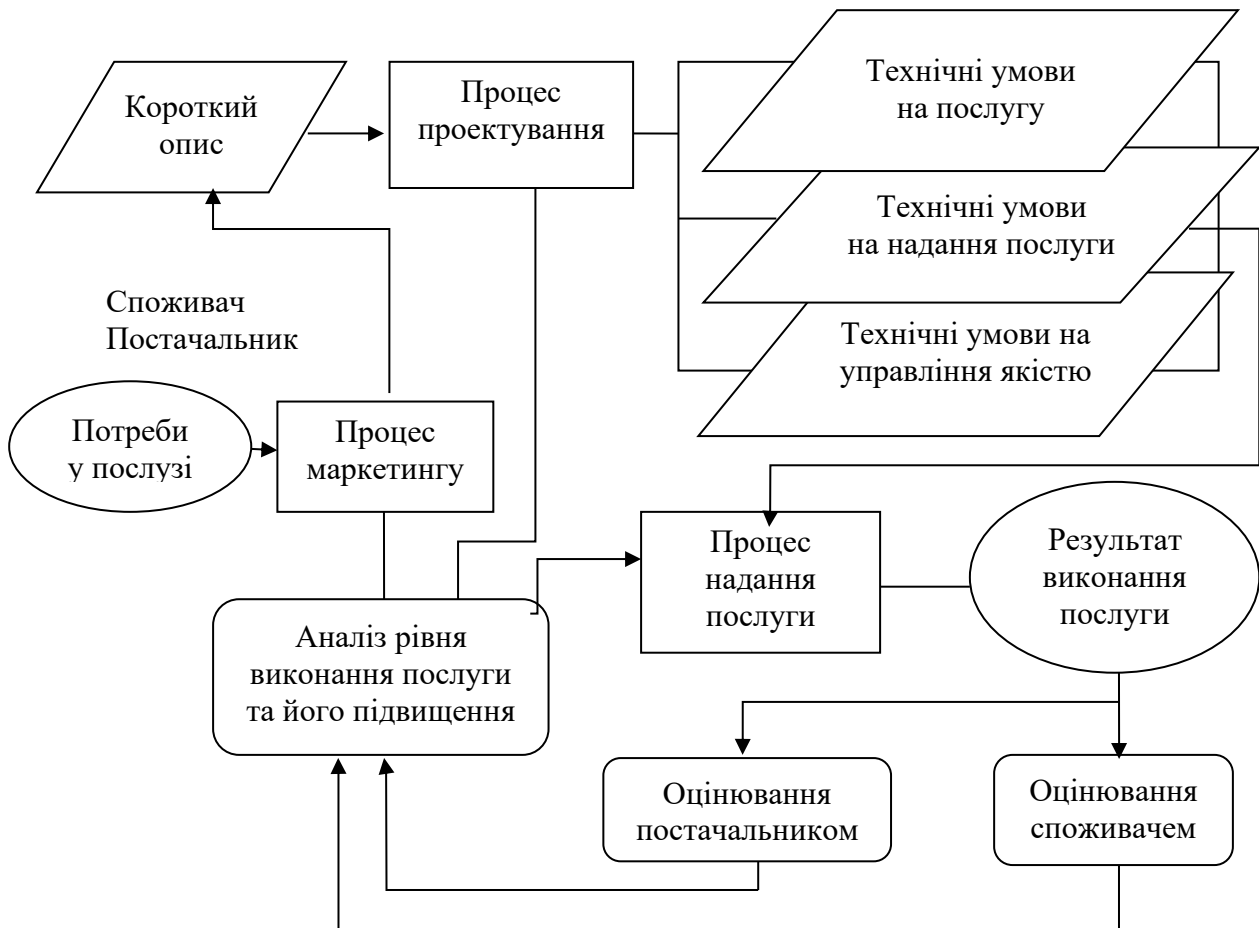 Технічні умови
на послугу
Короткий
опис
Процес
проектування
Технічні умови
на надання послуги
Споживач
Постачальник
Технічні умови на
управління якістю
Потреби
у послузі
Процес
маркетингу
Процес
надання
послуги
Результат
виконання
послуги
Аналіз рівня
виконання послуги
та його підвищення
Оцінювання
постачальником
Оцінювання
споживачем